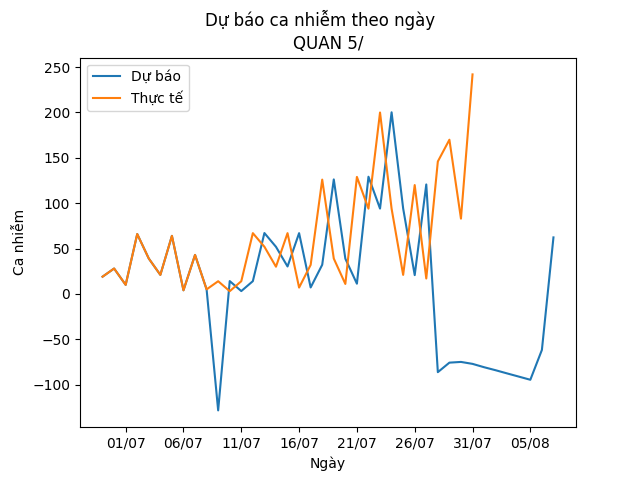 Dự báo ca nhiễm theo ngày
QUAN 5/
Dự báo
Thực tế
Ca nhiễm
250
200
150
100
50
0
−50
−100
01/07 06/07 11/07 16/07 21/07 26/07 31/07 05/08
Ngày